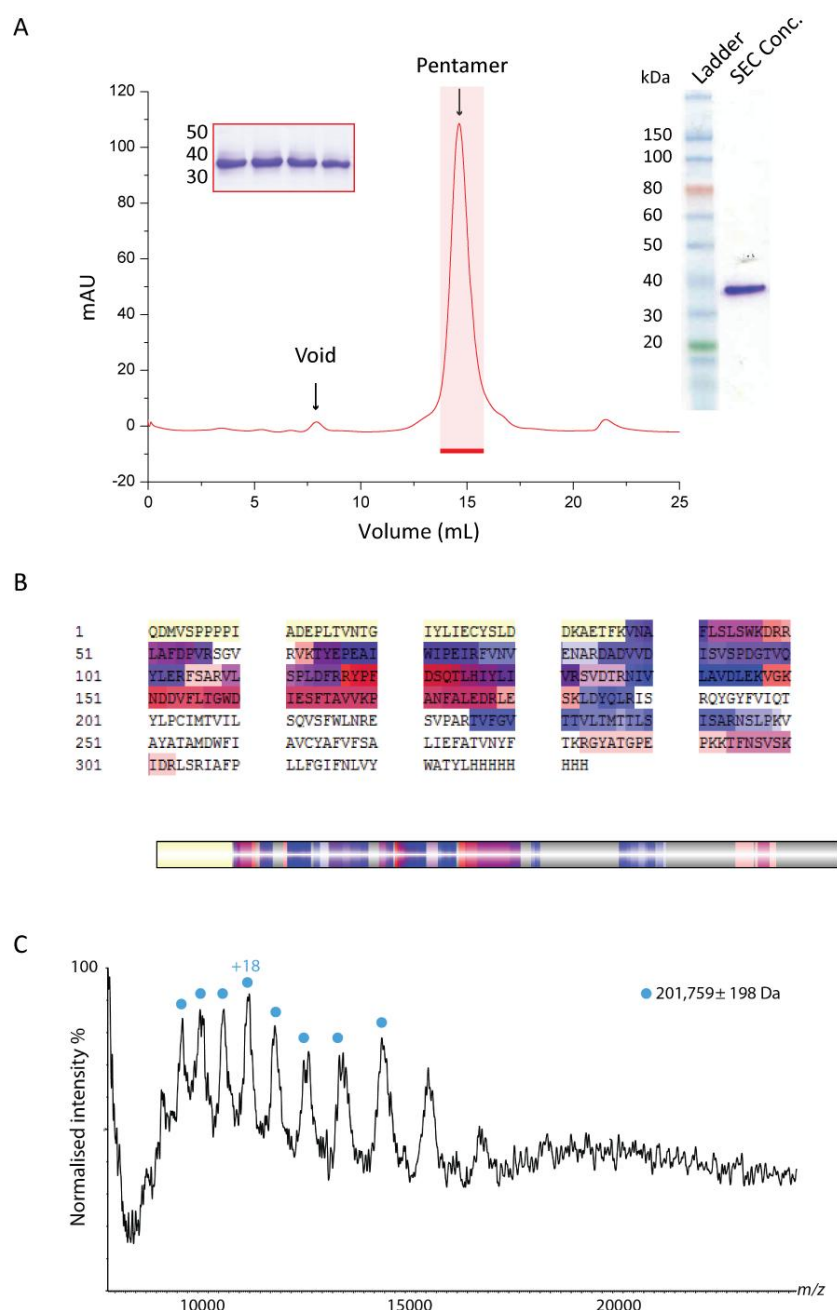 A
Pentamer
Void
kDa
Ladder
SEC Conc.
120
100
80
60
40
20
0
-20
mAU
50
40
30
0
5
10
15
20
25
Volume (mL)
150
100
80
60
50
40
30
20
B
1 QDMVSPPPPI ADEPLTVNTG IYLIECYSLD DKAETFKVNA FLSLSWKDRR
51 LAFDPVRSGV RVKTYEPEAI WIPEIRFVNV ENARDADVVD ISVSPDGTVQ
101 YLERFSARVL SPLDFRRYPF DSQTLHIYLI VRSVDTRNIV LAVDLEKVGK
151 NDDVFLTGWD IESFTAVVKP ANFALEDRLE SKLDYQLRIS RQYGYFVIQT
201 YLPCIMTVIL SQVSFWLNRE SVPARTVFGV TTVLTMTTLS ISARNSLPKV
251 AYATAMDWFI AVCYAFVFSA LIEFATVNYF TKRGYATGPE PKKTFNSVSK
301 IDRLSRIAFP LLFGIFNLVY WATYLHHHHH HHH
C
100
+18
201,759± 198 Da
Normalised intensity %
10000
15000
20000
m/z